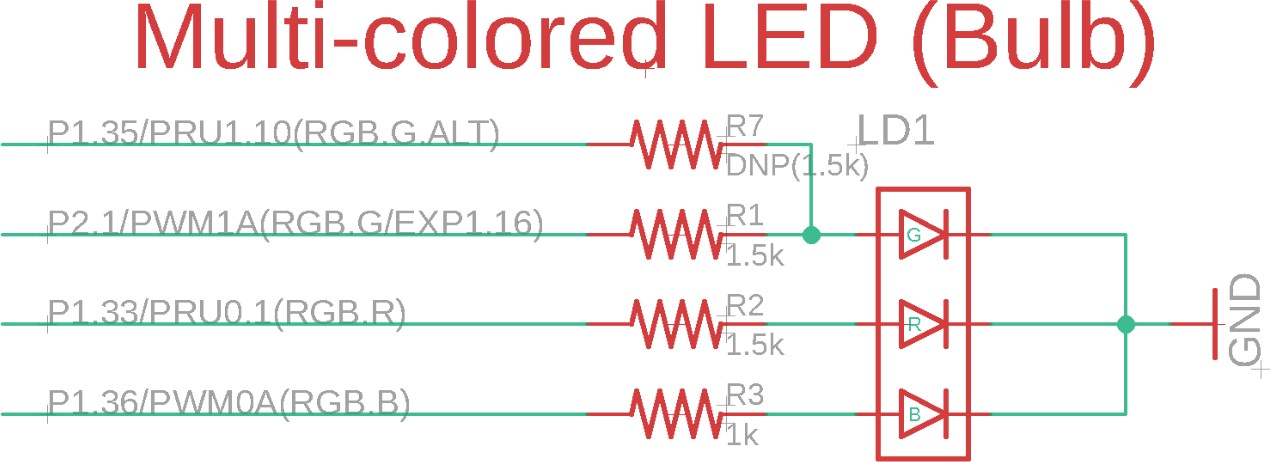 Multi-colored LED (Bulb)
P1.35/PRU1.10(RGB.G.ALT)
R7
DNP(1.5k)
LD1
P2.1/PWM1A(RGB.G/EXP1.16)
R1
1.5k
G
P1.33/PRU0.1(RGB.R)
R2
1.5k
R
GND
P1.36/PWM0A(RGB.B)
R3
1k
B